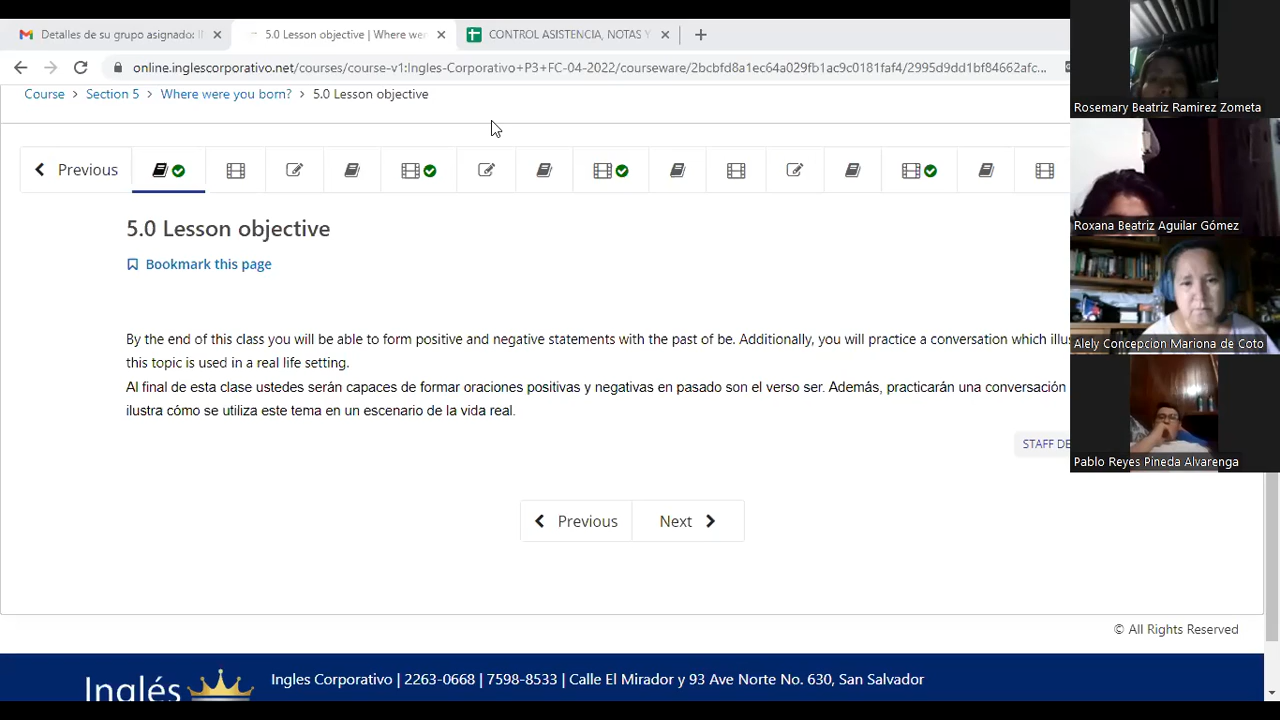 Detalles de su grupo asignado: I
5.0 Lesson objective | Where wer
CONTROL ASISTENCIA, NOTAS Y
online.inglescorporativo.net/courses/course-v1:Ingles-Corporativo+P3+FC-04-2022/courseware/2bcbfd8a1ec64a029fb1ac9c0181faf4/2995d9dd1bf84662afc...
Course > Section 5 > Where were you born? > 5.0 Lesson objective
Previous
5.0 Lesson objective
Bookmark this page
By the end of this class you will be able to form positive and negative statements with the past of be. Additionally, you will practice a conversation which illus
this topic is used in a real life setting.
Al final de esta clase ustedes serán capaces de formar oraciones positivas y negativas en pasado son el verso ser. Además, practicarán una conversación
ilustra cómo se utiliza este tema en un escenario de la vida real.
STAFF DE
Previous
Next
© All Rights Reserved
Inglés
Ingles Corporativo | 2263-0668 | 7598-8533 | Calle El Mirador y 93 Ave Norte No. 630, San Salvador
Rosemary Beatriz Ramirez Zometa
Roxana Beatriz Aguilar Gómez
Alely Concepcion Mariona de Coto
Pablo Reyes Pineda Alvarenga